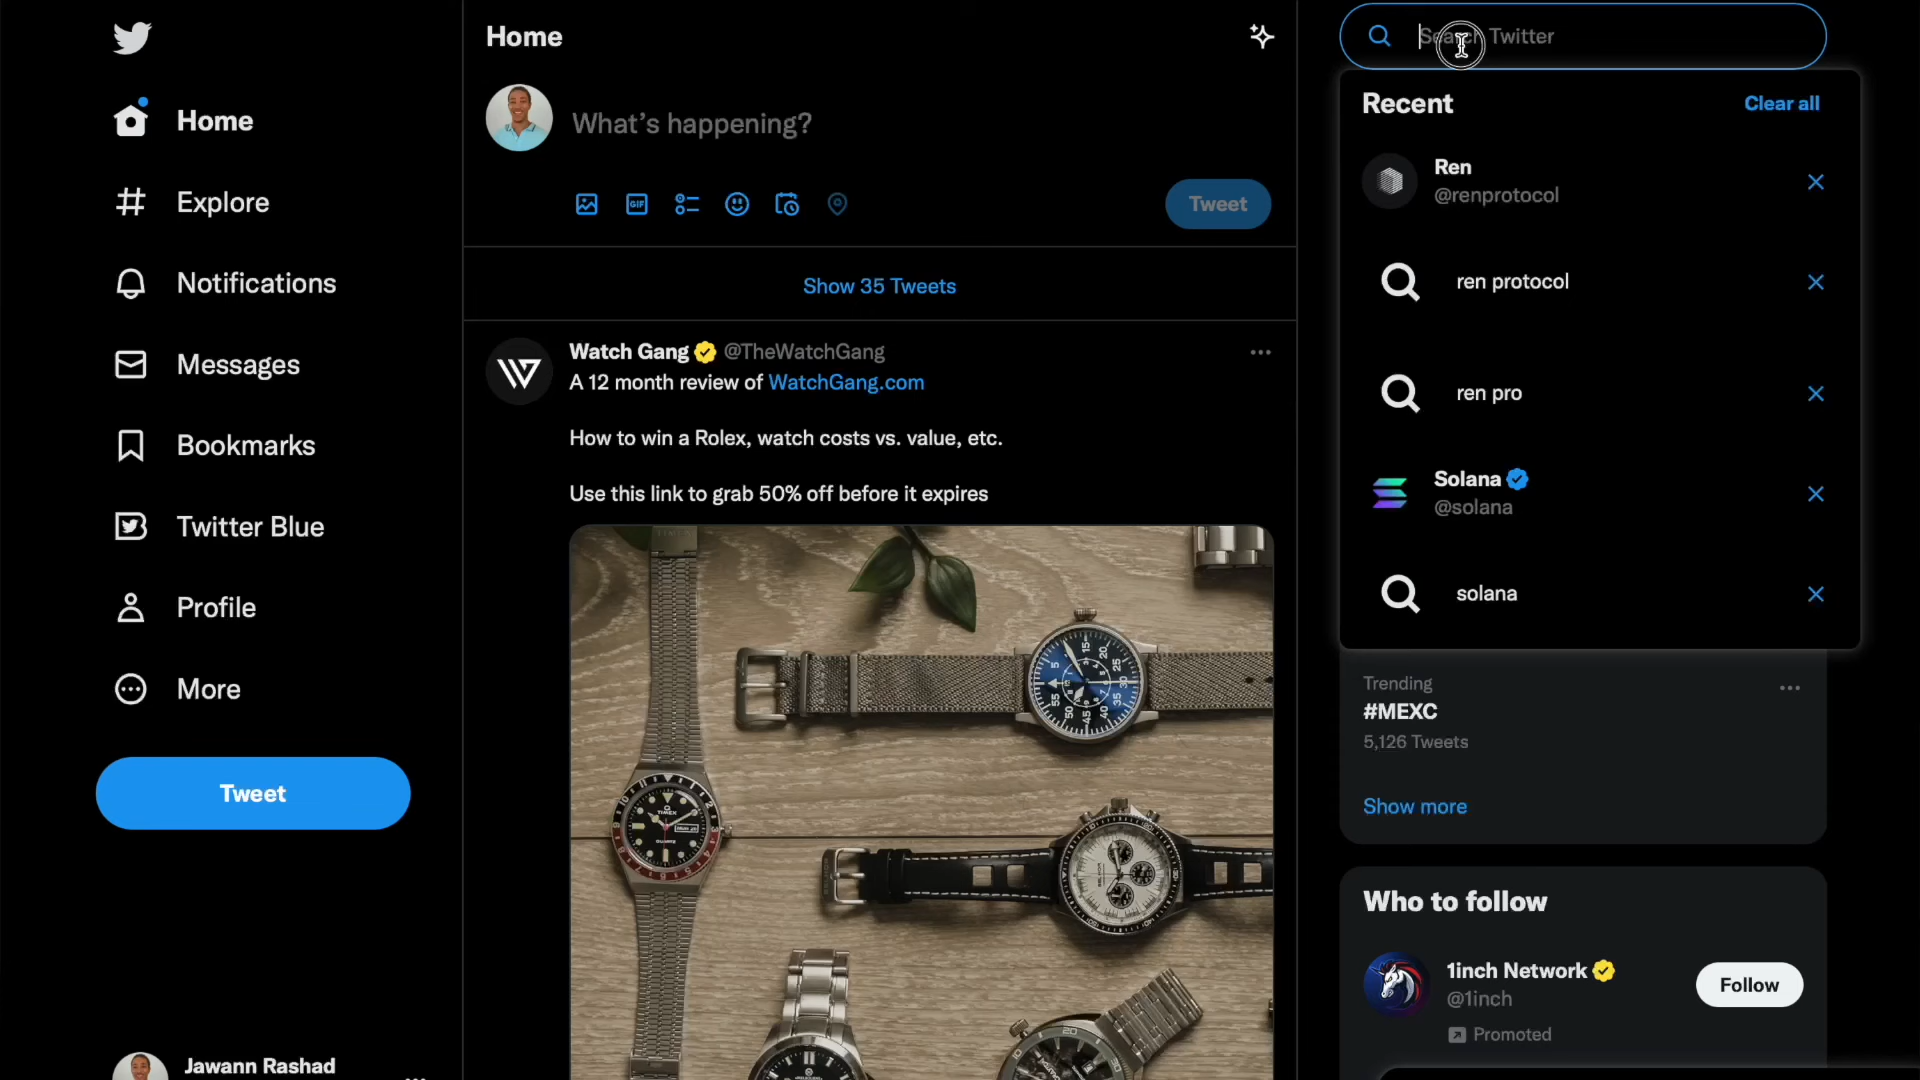 Home
Explore
Notifications
Messages
Bookmarks
Twitter Blue
Profile
More
Tweet
Jawann Rashad
Home
What's happening?
GIF
Tweet
Show 35 Tweets
Watch Gang @TheWatchGang
A 12 month review of WatchGang.com
How to win a Rolex, watch costs vs. value, etc.
Use this link to grab 50% off before it expires
TIMEX
Search Twitter
Recent
Clear all
Ren
@renprotocol
ren protocol
ren pro
Solana
@solana
solana
Trending
#MEXC
5,126 Tweets
Show more
Who to follow
1inch Network
@1inch
Follow
Promoted